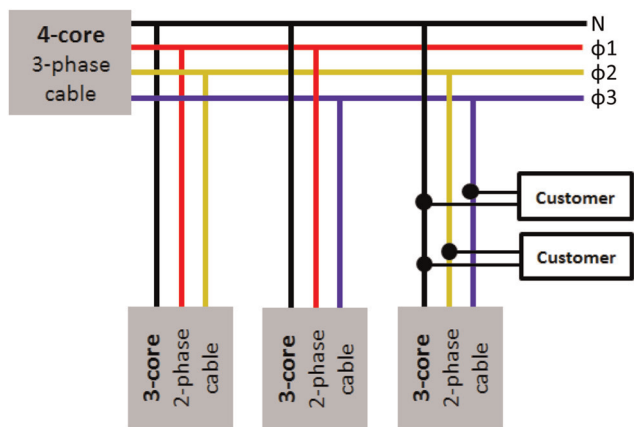 4-core
3-phase
cable
N
ϕ1
ϕ2
ϕ3
Customer
Customer
3-core
2-phase
cable
3-core
2-phase
cable
3-core
2-phase
cable